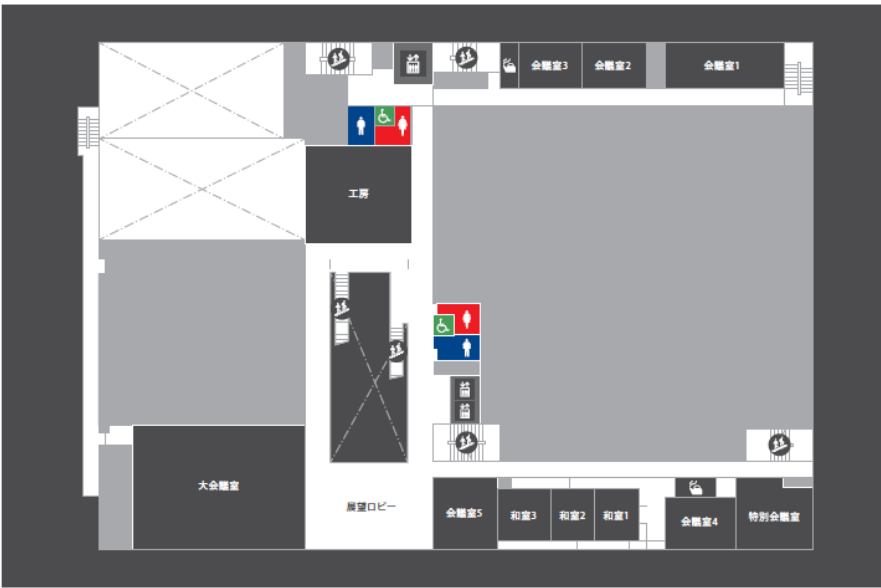 会議室3
会議室2
会議室1
工房
大会議室
展望ロビー
会議室5
和室3
和室2
和室1
会議室4
特別会議室